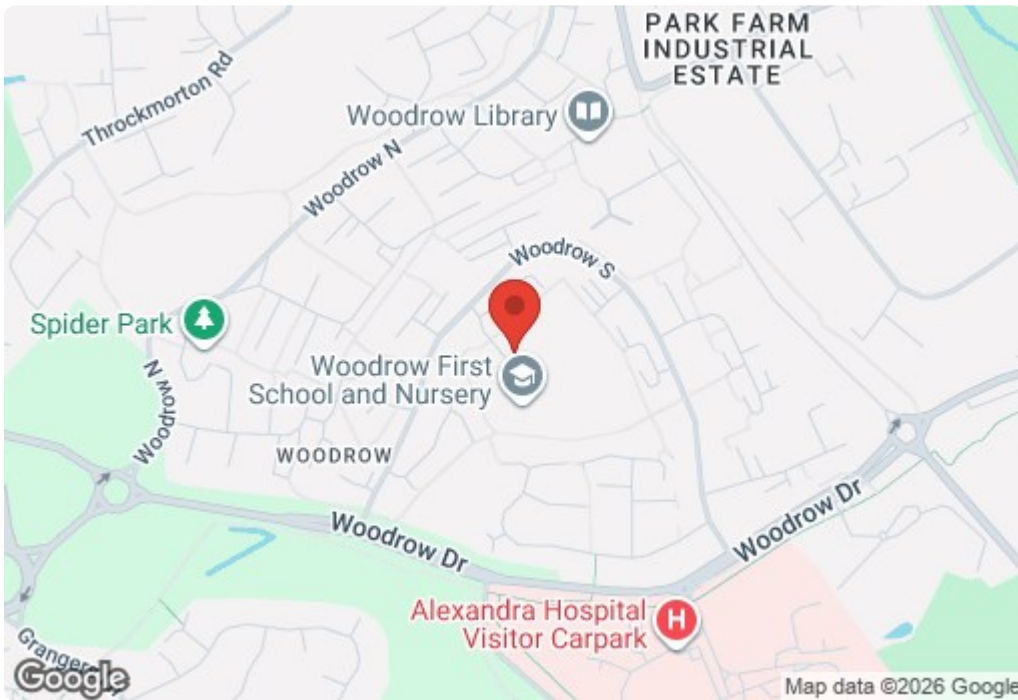 PARK FARM
INDUSTRIAL
ESTATE
Throckmorton Rd
Woodrow Library
Woodrow N
Woodrow S
Spider Park
Woodrow First
School and Nursery
Woodrow N
WOODROW
Woodrow Dr
Woodrow Dr
Alexandra Hospital
Visitor Carpark
H
Google
Map data ©2026 Google